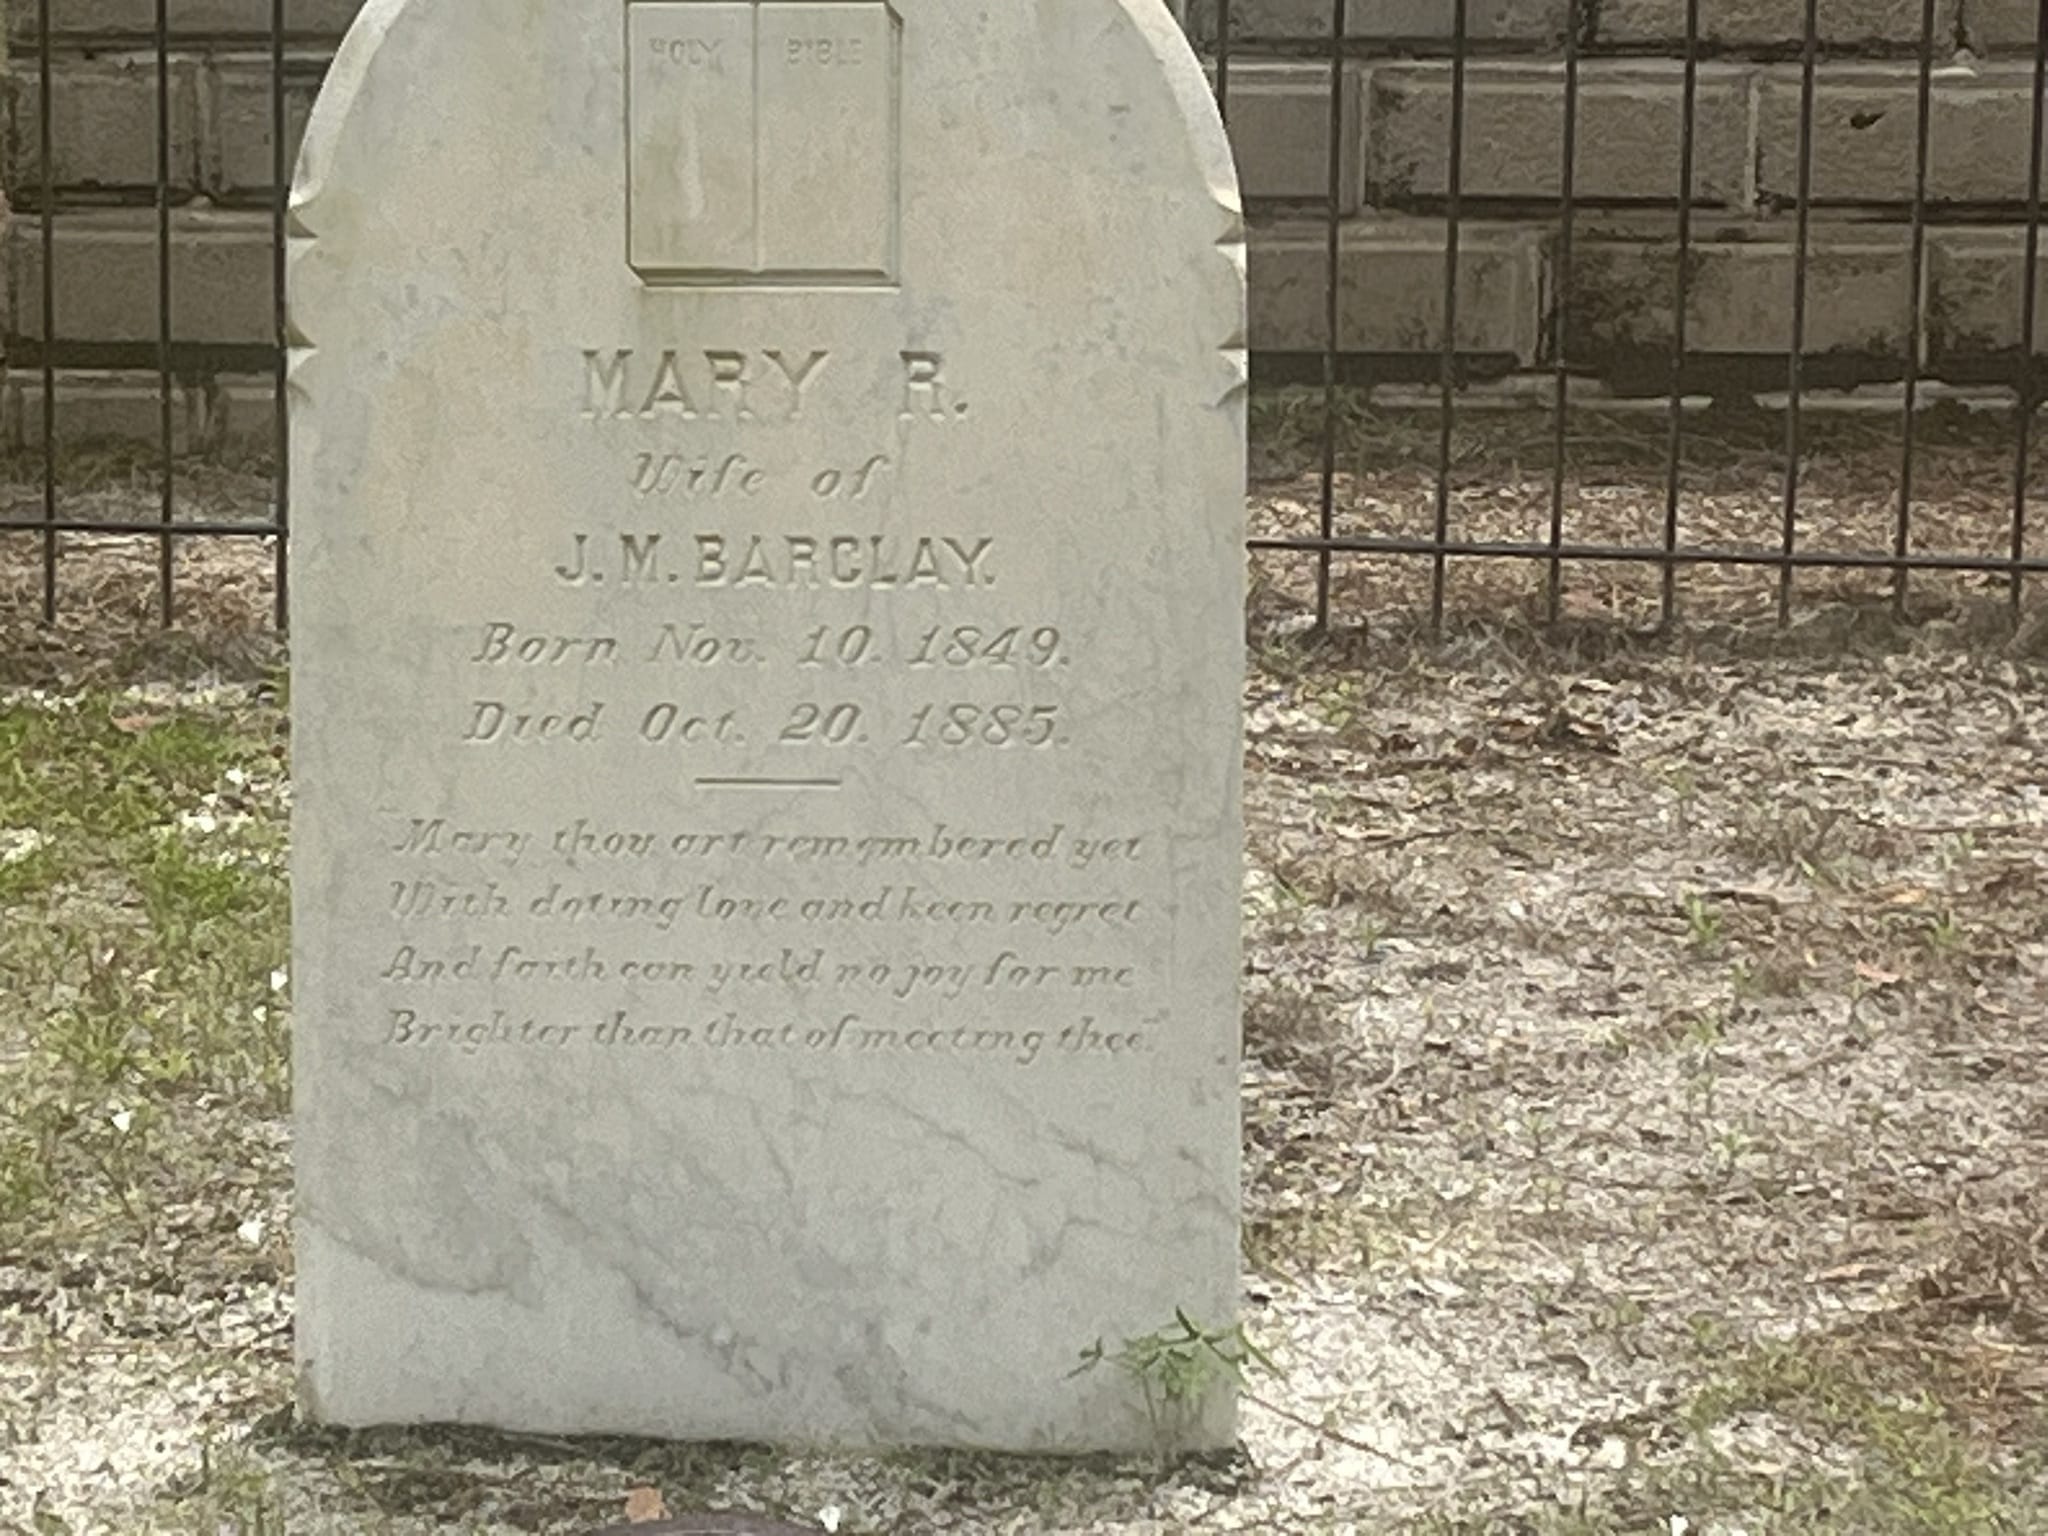 HOLY BIBLE
MARY R.
Wife of
J. M. BARCLAY.
Born Nov. 10. 1849.
Died Oct. 20. 1885.
"Mary thou art remembered yet
With doting love and keen regret
And faith can yield no joy for me
Brighter than that of meeting thee."